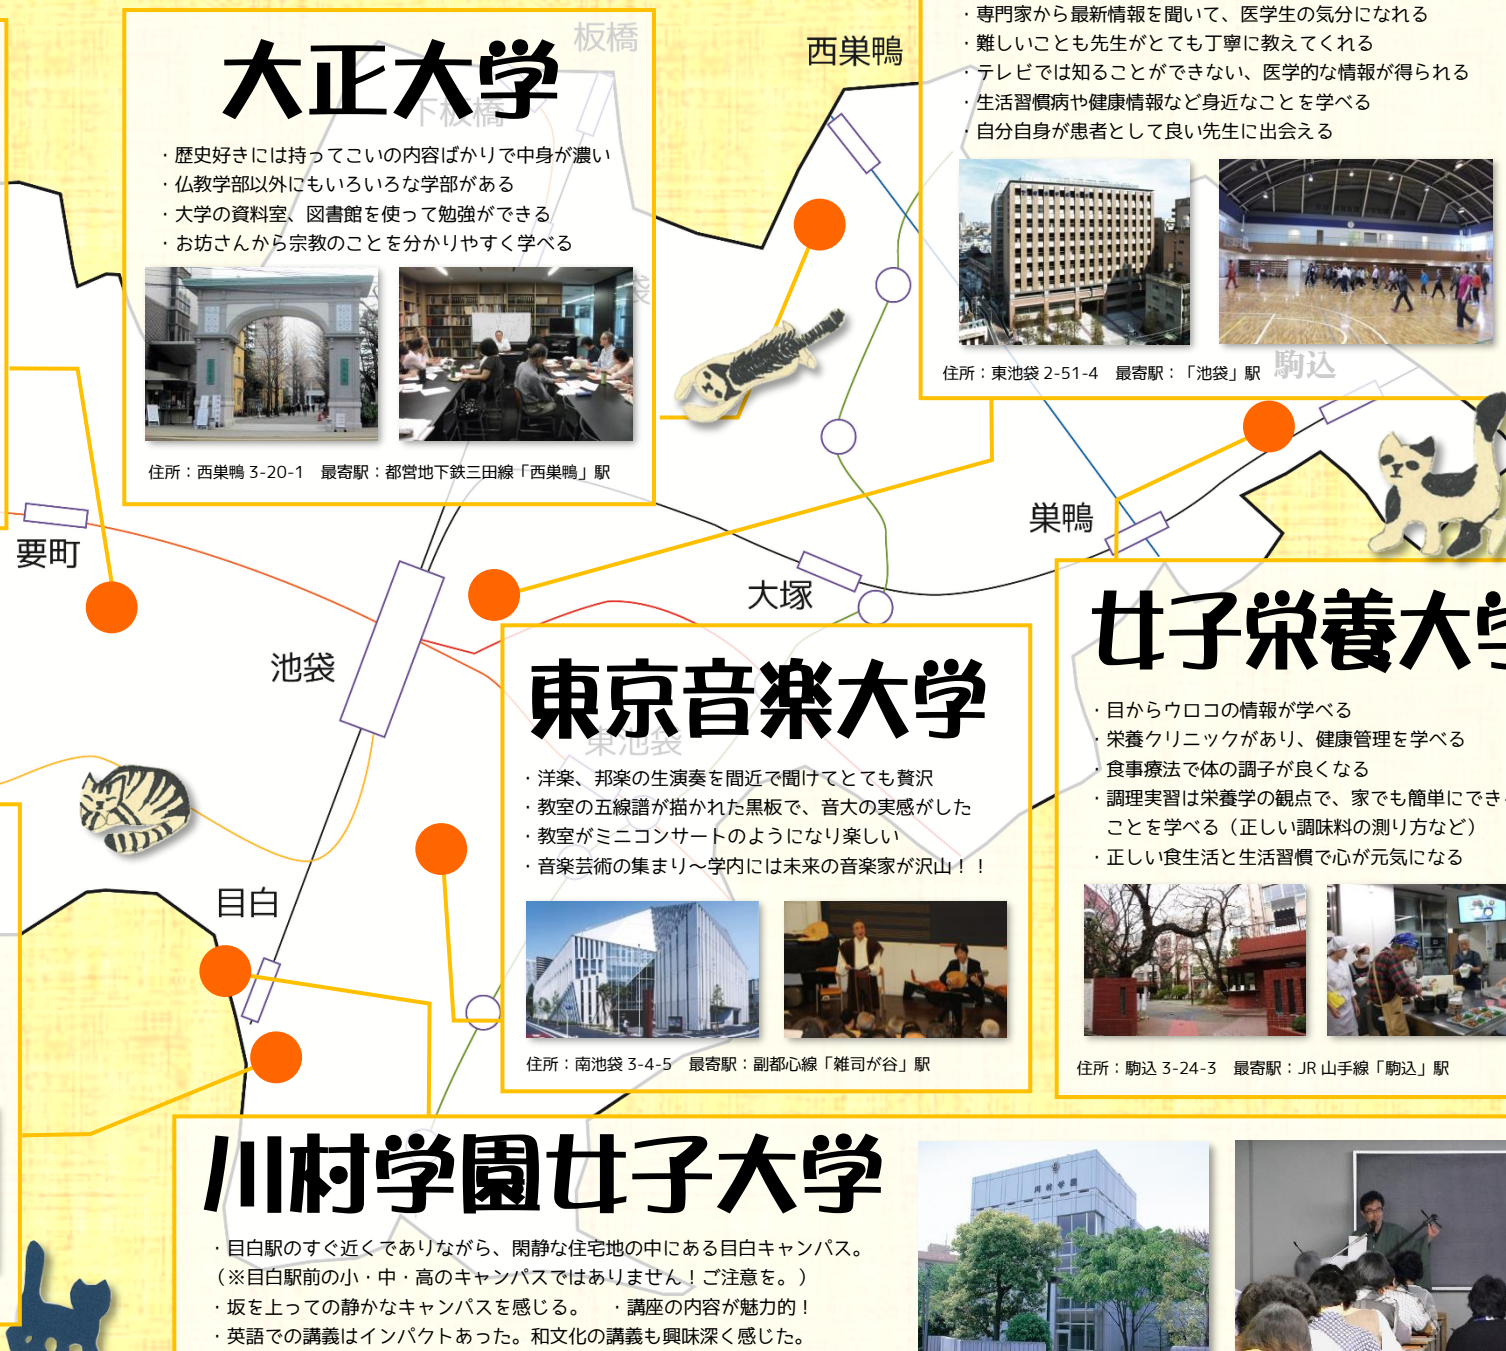 板橋
大正大学
下板橋
・歴史好きには持ってこいの内容ばかりで中身が濃い
・仏教学部以外にもいろいろな学部がある
・大学の資料室、図書館を使って勉強ができる
・お坊さんから宗教のことを分かりやすく学べる
袋
住所：西巣鴨 3-20-1　最寄駅：都営地下鉄三田線「西巣鴨」駅
西巣鴨
・専門家から最新情報を聞いて、医学生の気分になれる
・難しいことも先生がとても丁寧に教えてくれる
・テレビでは知ることができない、医学的な情報が得られる
・生活習慣病や健康情報など身近なことを学べる
・自分自身が患者として良い先生に出会える
住所：東池袋 2-51-4　最寄駅：「池袋」駅
駒込
要町
池袋
大塚
巣鴨
目白
東京音楽大学
東池袋
・洋楽、邦楽の生演奏を間近で聞けてとても贅沢
・教室の五線譜が描かれた黒板で、音大の実感がした
・教室がミニコンサートのようになり楽しい
・音楽芸術の集まり～学内には未来の音楽家が沢山！！
住所：南池袋 3-4-5　最寄駅：副都心線「雑司が谷」駅
女子栄養大学
・目からウロコの情報が学べる
・栄養クリニックがあり、健康管理を学べる
・食事療法で体の調子が良くなる
・調理実習は栄養学の観点で、家でも簡単にでき
ことを学べる（正しい調味料の測り方など）
・正しい食生活と生活習慣で心が元気になる
住所：駒込 3-24-3　最寄駅：JR 山手線「駒込」駅
川村学園女子大学
・目白駅のすぐ近くでありながら、閑静な住宅地の中にある目白キャンパス。
（※目白駅前の小・中・高のキャンパスではありません！ご注意を。）
・坂を上っての静かなキャンパスを感じる。　・講座の内容が魅力的！
・英語での講義はインパクトあった。和文化の講義も興味深く感じた。
川村学園